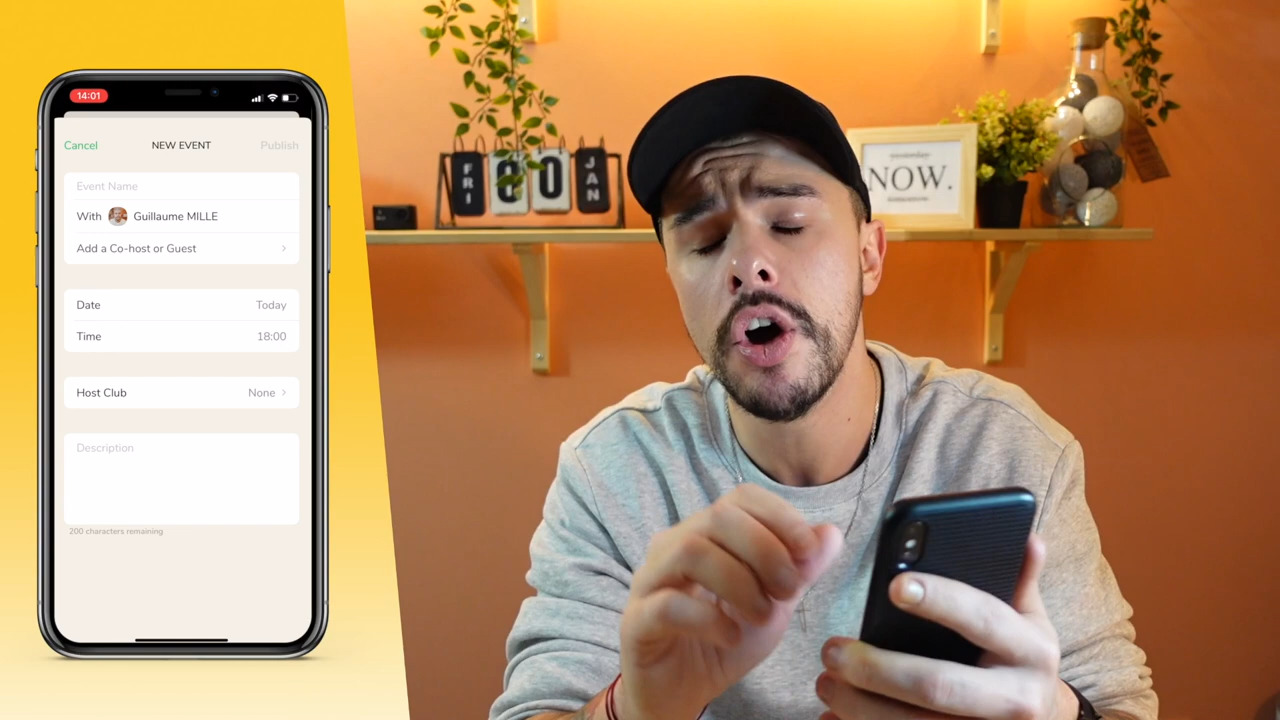 14:01
Cancel NEW EVENT Publish
Event Name
With Guillaume MILLE
Add a Co-host or Guest
Date Today
Time 18:00
Host Club None
Description
200 characters remaining
FRI
JAN
yesterday
NOW.